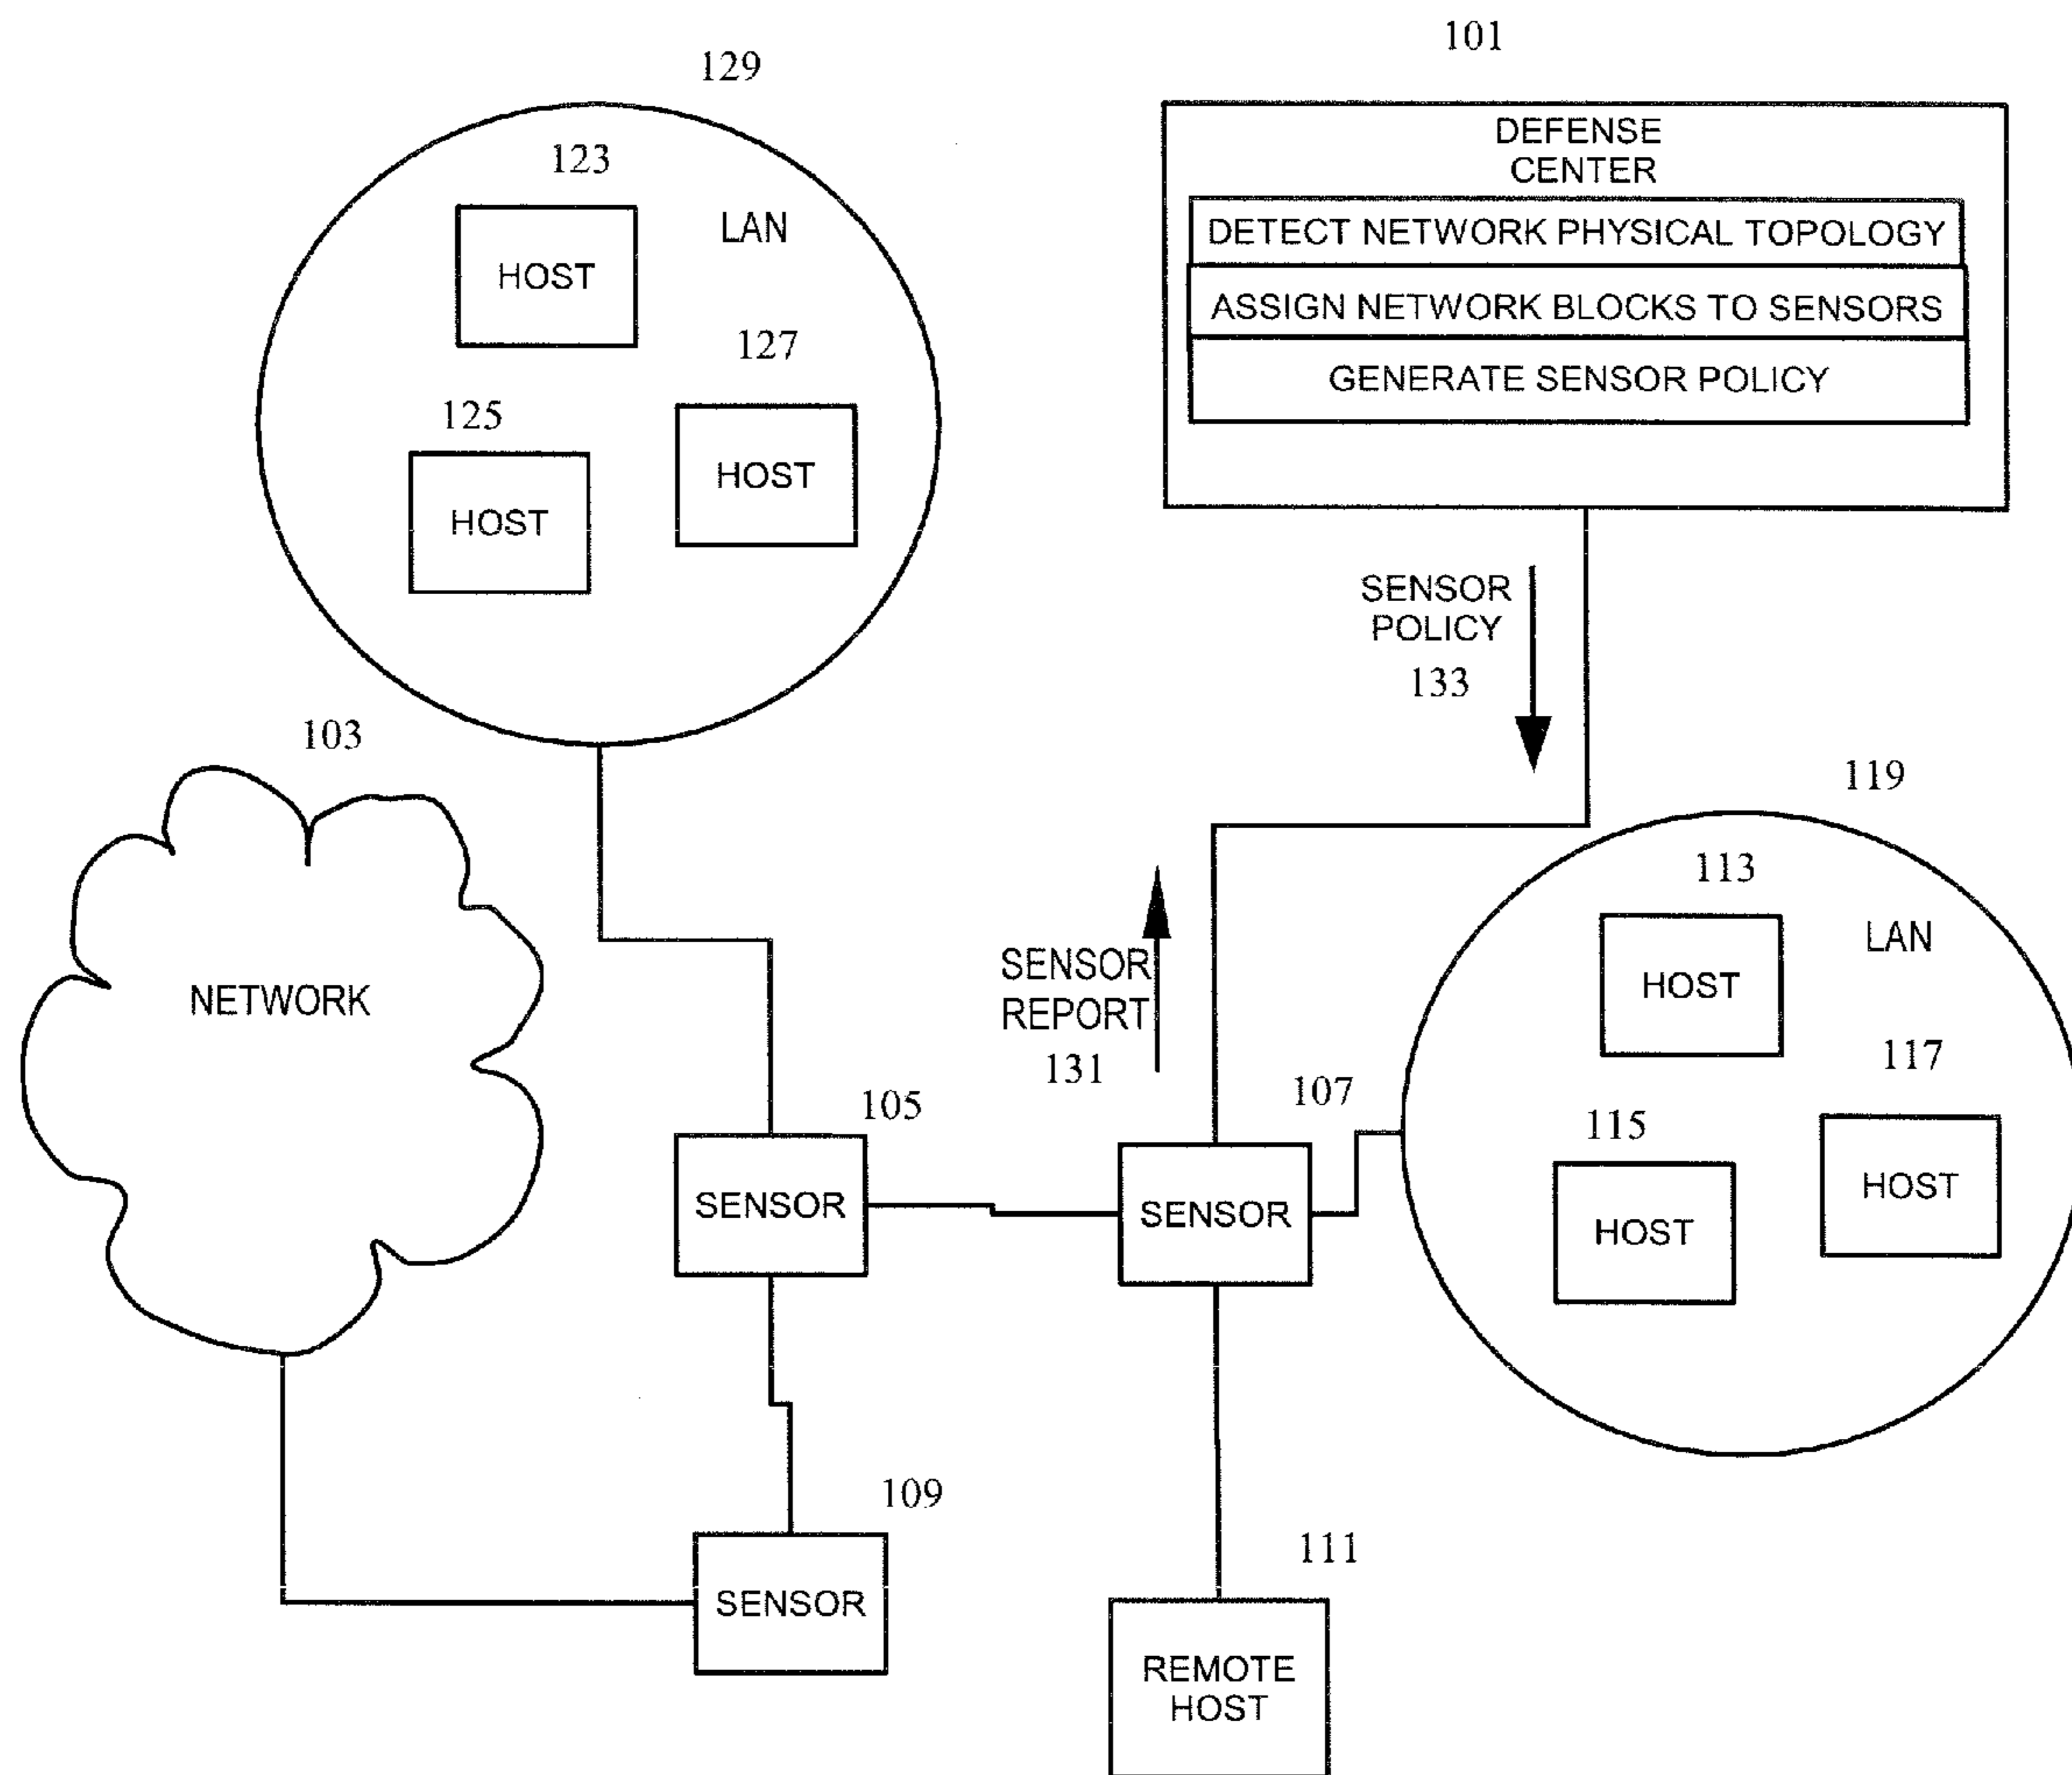 101
129
DEFENSE
CENTER
DETECT NETWORK PHYSICAL TOPOLOGY
ASSIGN NETWORK BLOCKS TO SENSORS
GENERATE SENSOR POLICY
123
LAN
HOST
127
HOST
125
HOST
SENSOR
POLICY
133
103
NETWORK
119
113
LAN
HOST
117
HOST
115
HOST
SENSOR
REPORT
131
107
105
SENSOR
SENSOR
109
SENSOR
111
REMOTE
HOST